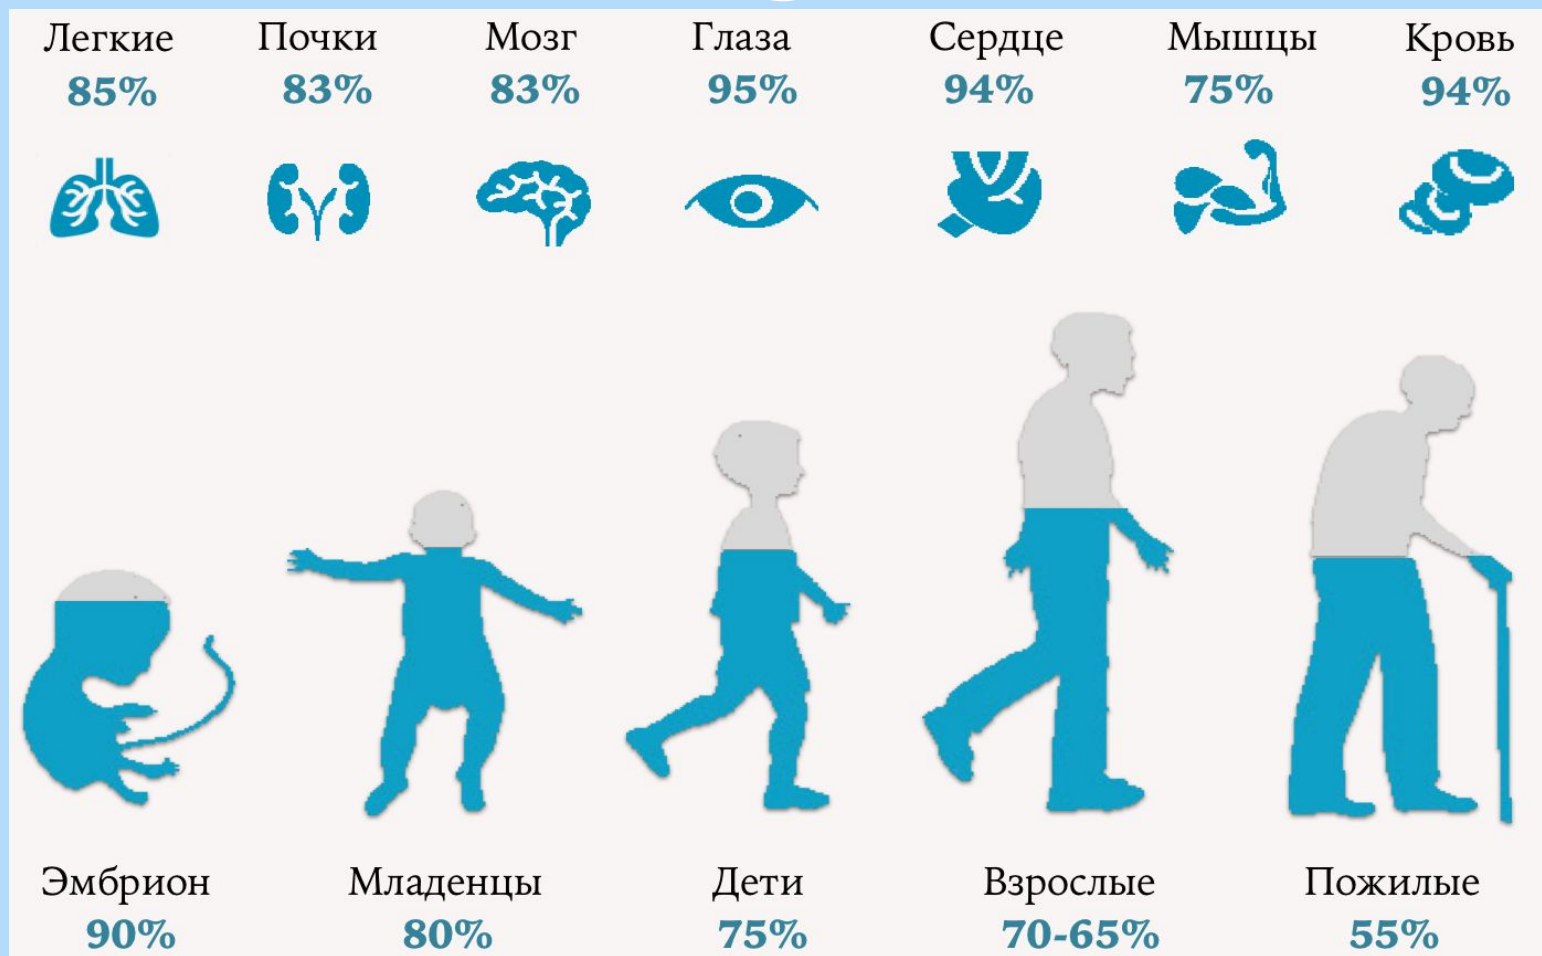 Легкие Почки Мозг Глаза Сердце Мышцы Кровь
85% 83% 83% 95% 94% 75% 94%
Эмбрион Младенцы Дети Взрослые Пожилые
90% 80% 75% 70-65% 55%